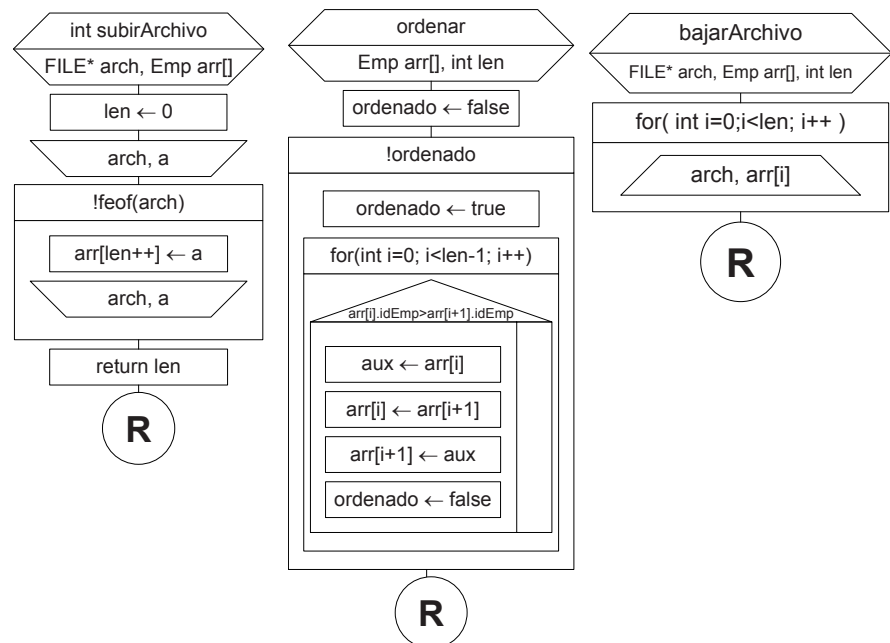 int subirArchivo
FILE* arch, Emp arr[]
len ← 0
arch, a
!feof(arch)
arr[len++] ← a
arch, a
return len
R
ordenar
Emp arr[], int len
ordenado ← false
!ordenado
ordenado ← true
for(int i=0; i<len-1; i++)
arr[i].idEmp>arr[i+1].idEmp
aux ← arr[i]
arr[i] ← arr[i+1]
arr[i+1] ← aux
ordenado ← false
R
bajarArchivo
FILE* arch, Emp arr[], int len
for( int i=0;i<len; i++ )
arch, arr[i]
R